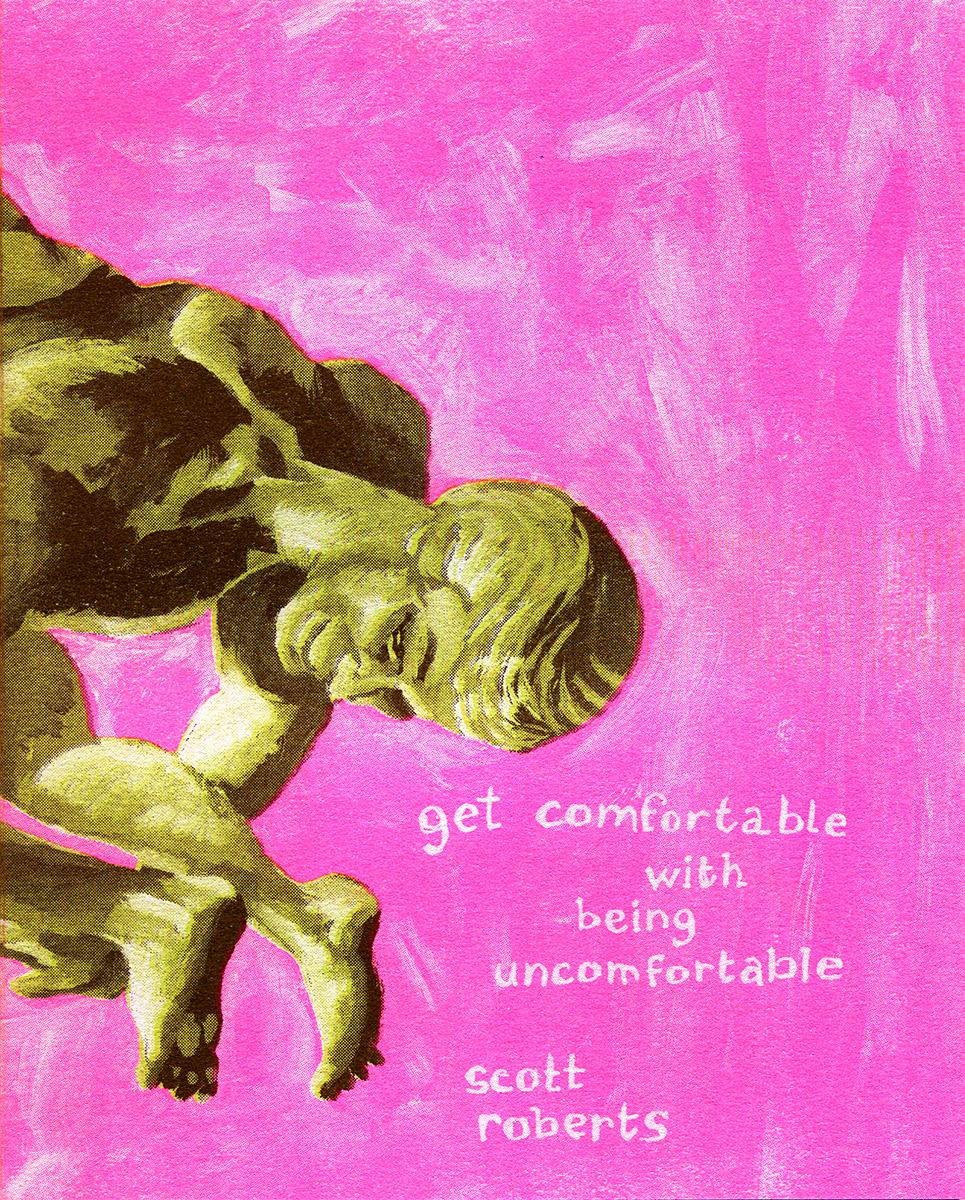 get comfortable
with
being
uncomfortable
scott
roberts